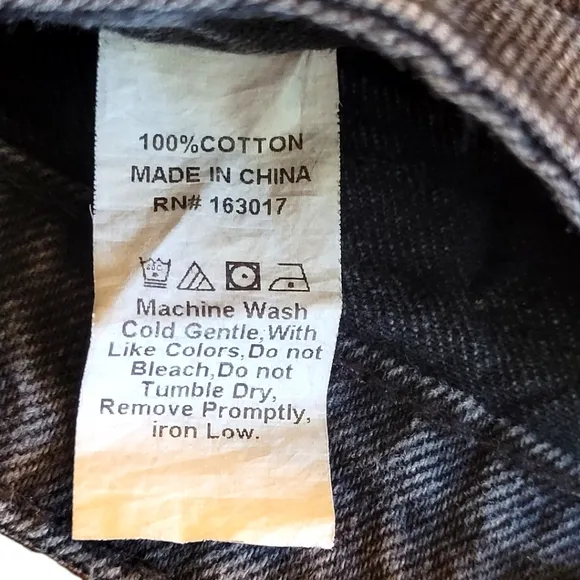 100%COTTON
MADE IN CHINA
RN# 163017
Machine Wash
Cold Gentle,With
Like Colors,Do not
Bleach,Do not
Tumble Dry,
Remove Promptly,
iron Low.